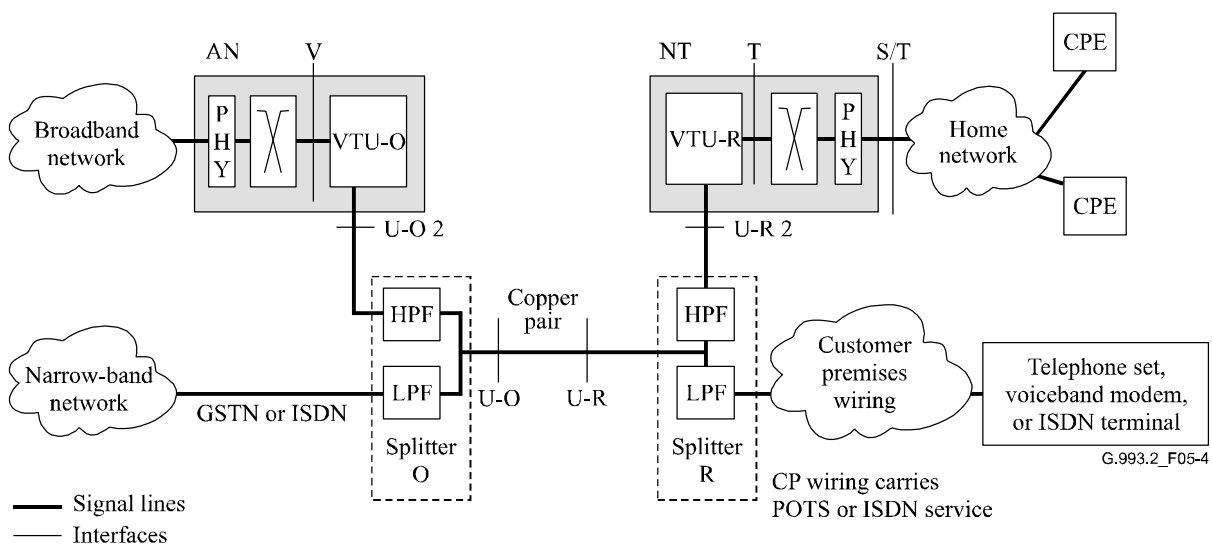 AN
V
NT
T
S/T
CPE
Broadband
network
P
H
Y
VTU-O
VTU-R
P
H
Y
Home
network
CPE
U-O 2
U-R 2
HPF
Copper
pair
HPF
Narrow-band
network
GSTN or ISDN
LPF
U-O
U-R
LPF
Customer
premises
wiring
Telephone set,
voiceband modem,
or ISDN terminal
Splitter
O
Splitter
R
G.993.2_F05-4
CP wiring carries
POTS or ISDN service
Signal lines
Interfaces